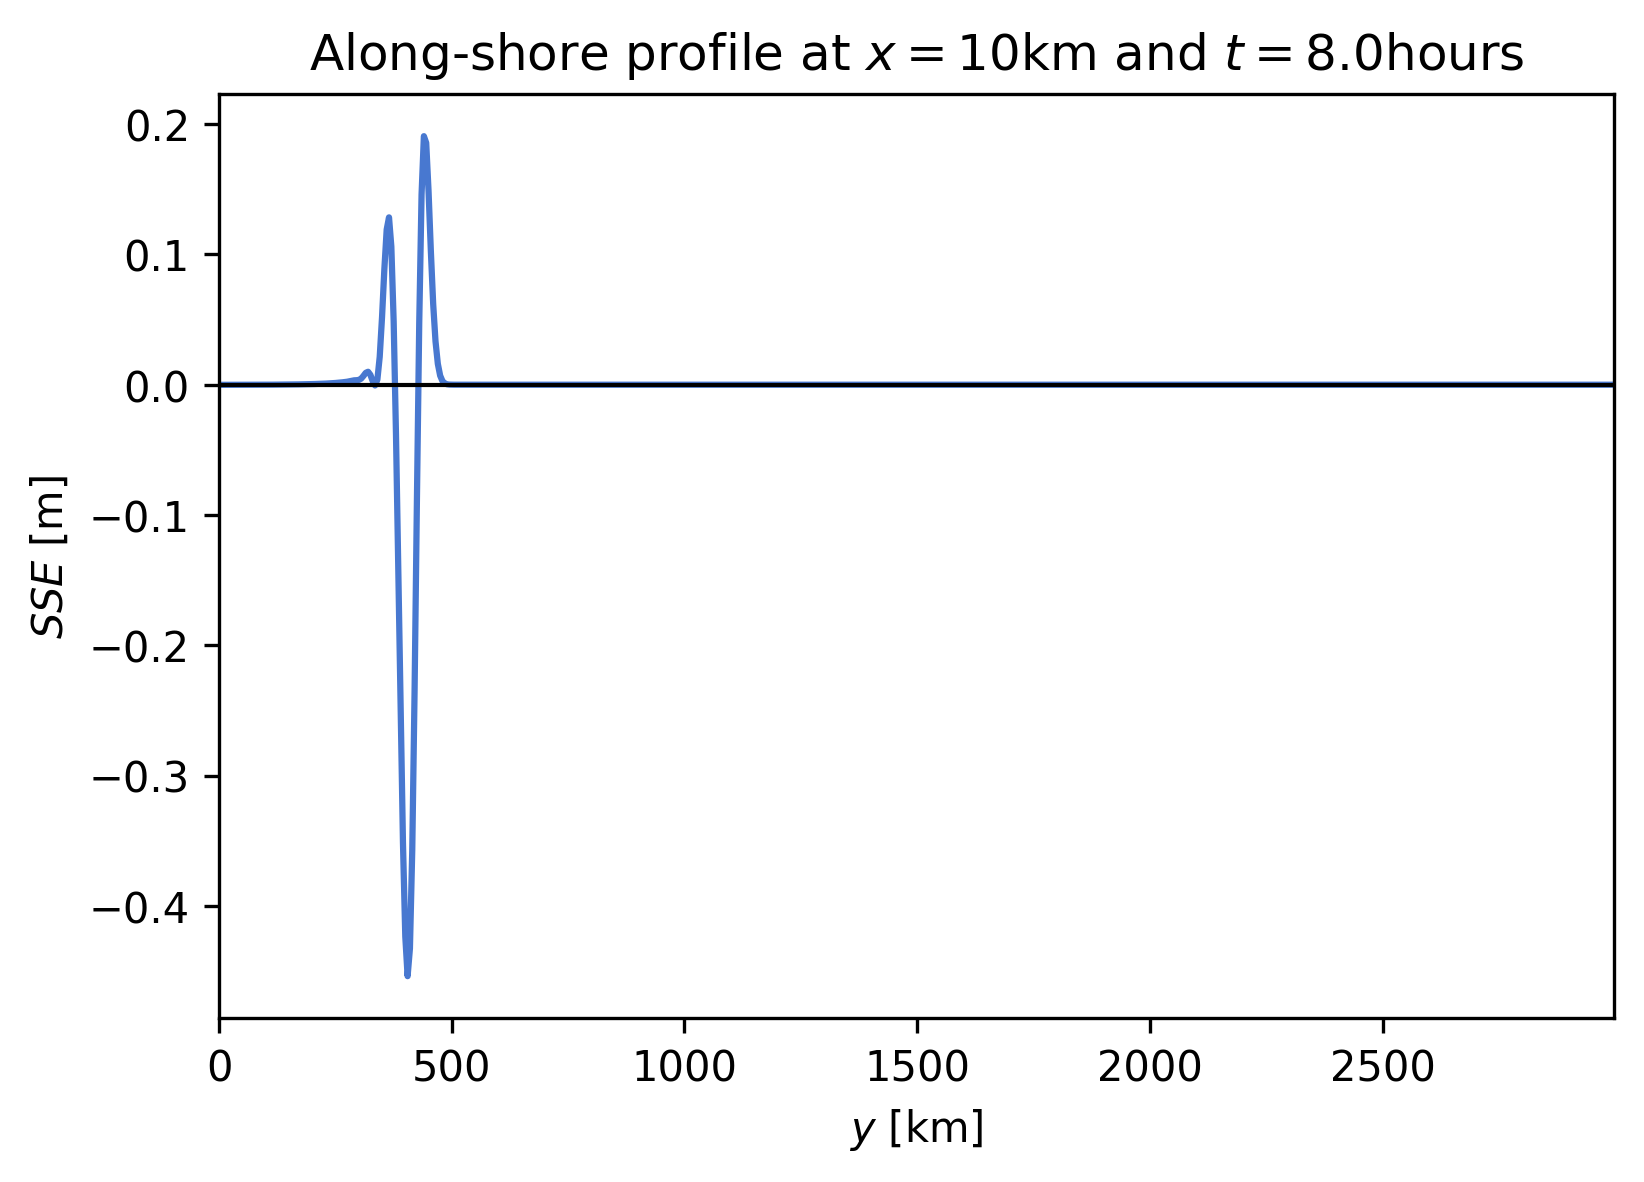 Along-shore profile at x = 10km and t = 8.0hours
0.2
0.1
0.0
−0.1
−0.2
−0.3
−0.4
SSE [m]
0 500 1000 1500 2000 2500
y [km]